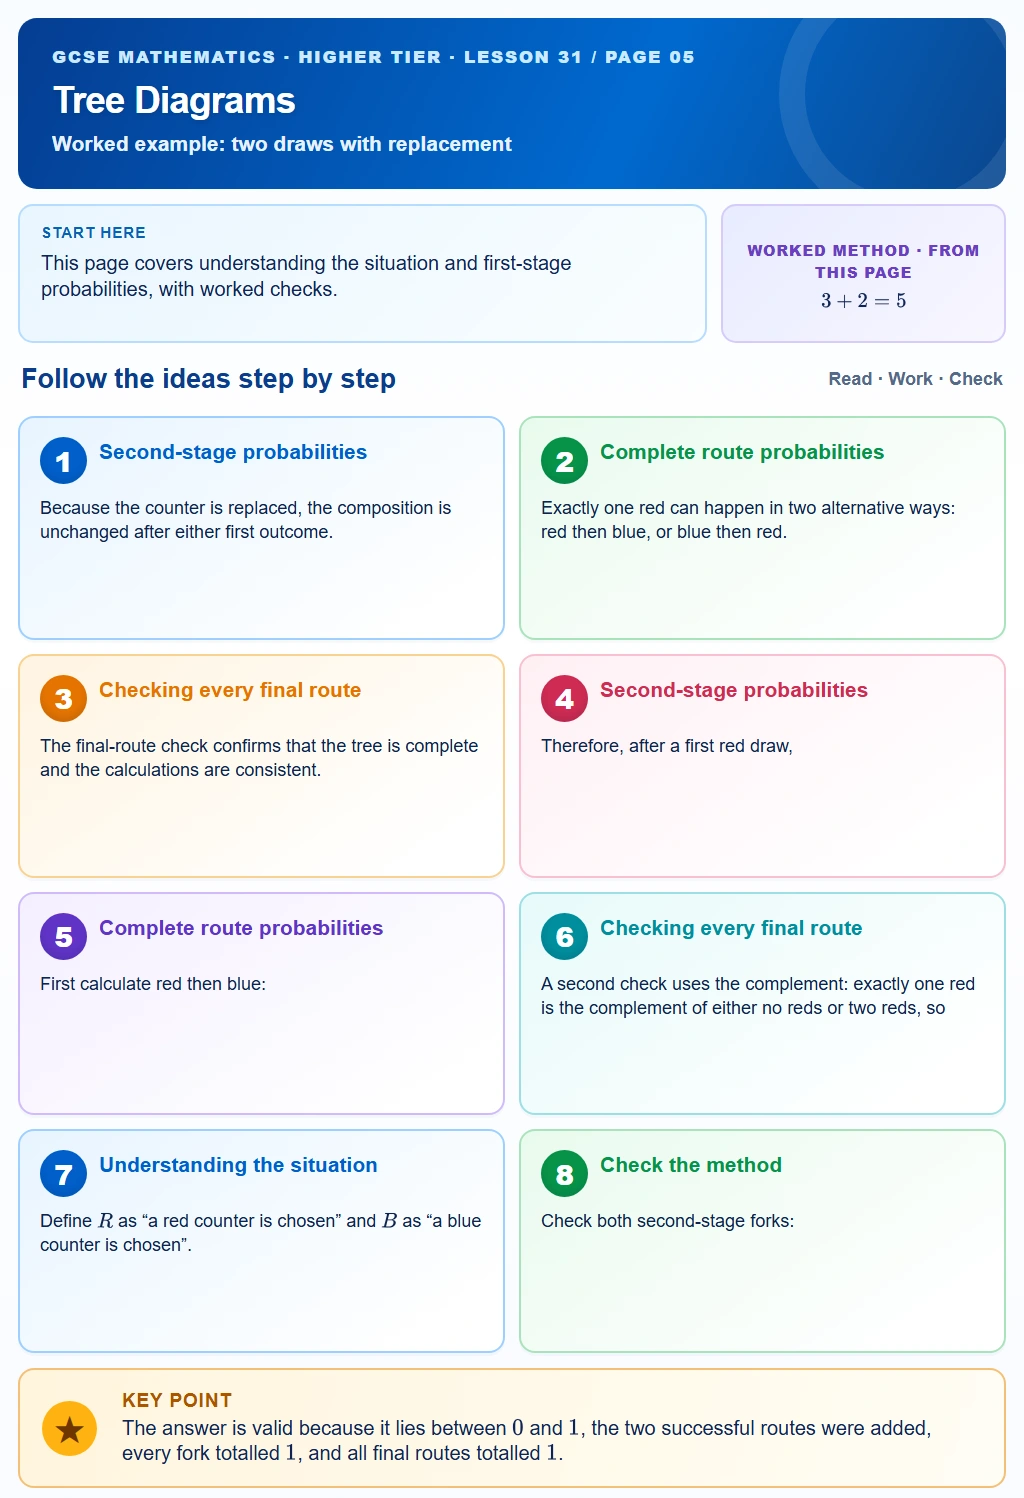 GCSE MATHEMATICS · HIGHER TIER · LESSON 31 / PAGE 05
Tree Diagrams
Worked example: two draws with replacement
START HERE
This page covers understanding the situation and first-stage
probabilities, with worked checks.
WORKED METHOD · FROM
THIS PAGE
3 + 2 = 5
Follow the ideas step by step
Read · Work · Check
1 Second-stage probabilities
Because the counter is replaced, the composition is
unchanged after either first outcome.
2 Complete route probabilities
Exactly one red can happen in two alternative ways:
red then blue, or blue then red.
3 Checking every final route
The final-route check confirms that the tree is complete
and the calculations are consistent.
4 Second-stage probabilities
Therefore, after a first red draw,
5 Complete route probabilities
First calculate red then blue:
6 Checking every final route
A second check uses the complement: exactly one red
is the complement of either no reds or two reds, so
7 Understanding the situation
Define R as “a red counter is chosen” and B as “a blue
counter is chosen”.
8 Check the method
Check both second-stage forks:
KEY POINT
The answer is valid because it lies between 0 and 1, the two successful routes were added,
every fork totalled 1, and all final routes totalled 1.